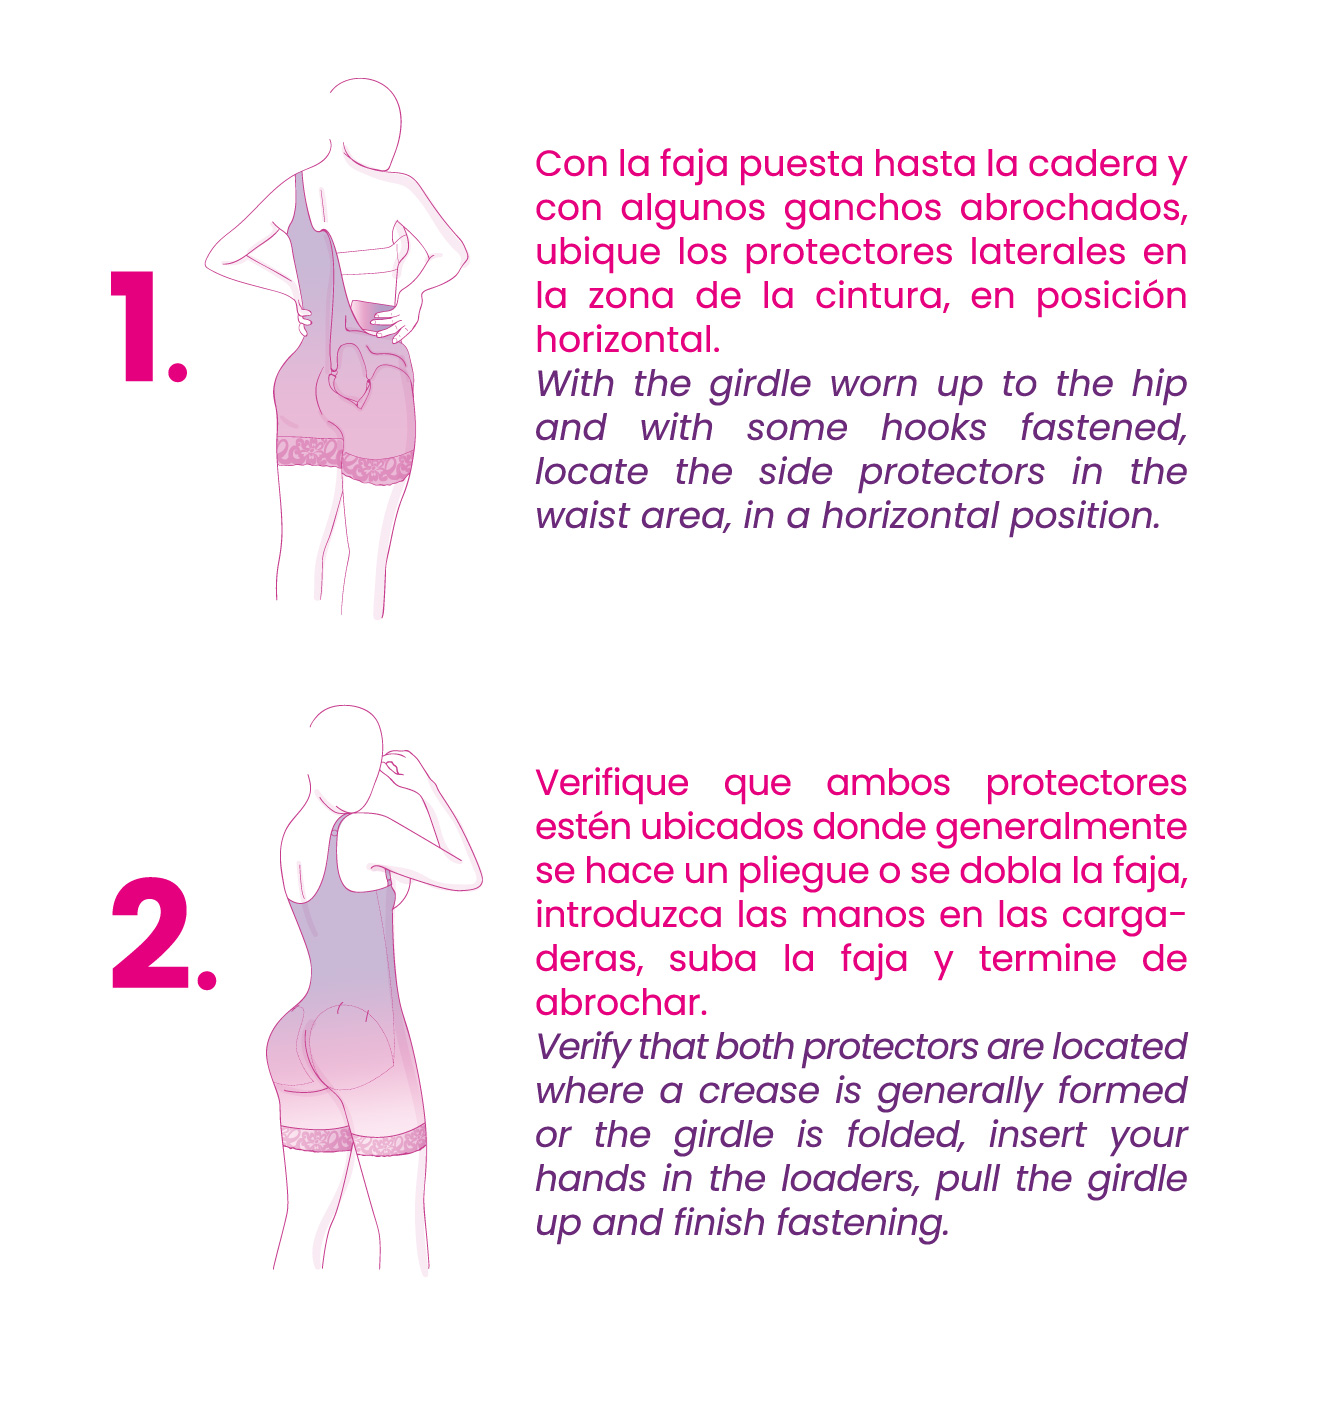 1.
Con la faja puesta hasta la cadera y
con algunos ganchos abrochados,
ubique los protectores laterales en
la zona de la cintura, en posición
horizontal.
With the girdle worn up to the hip
and with some hooks fastened,
locate the side protectors in the
waist area, in a horizontal position.
2.
Verifique que ambos protectores
estén ubicados donde generalmente
se hace un pliegue o se dobla la faja,
introduzca las manos en las carga-
deras, suba la faja y termine de
abrochar.
Verify that both protectors are located
where a crease is generally formed
or the girdle is folded, insert your
hands in the loaders, pull the girdle
up and finish fastening.